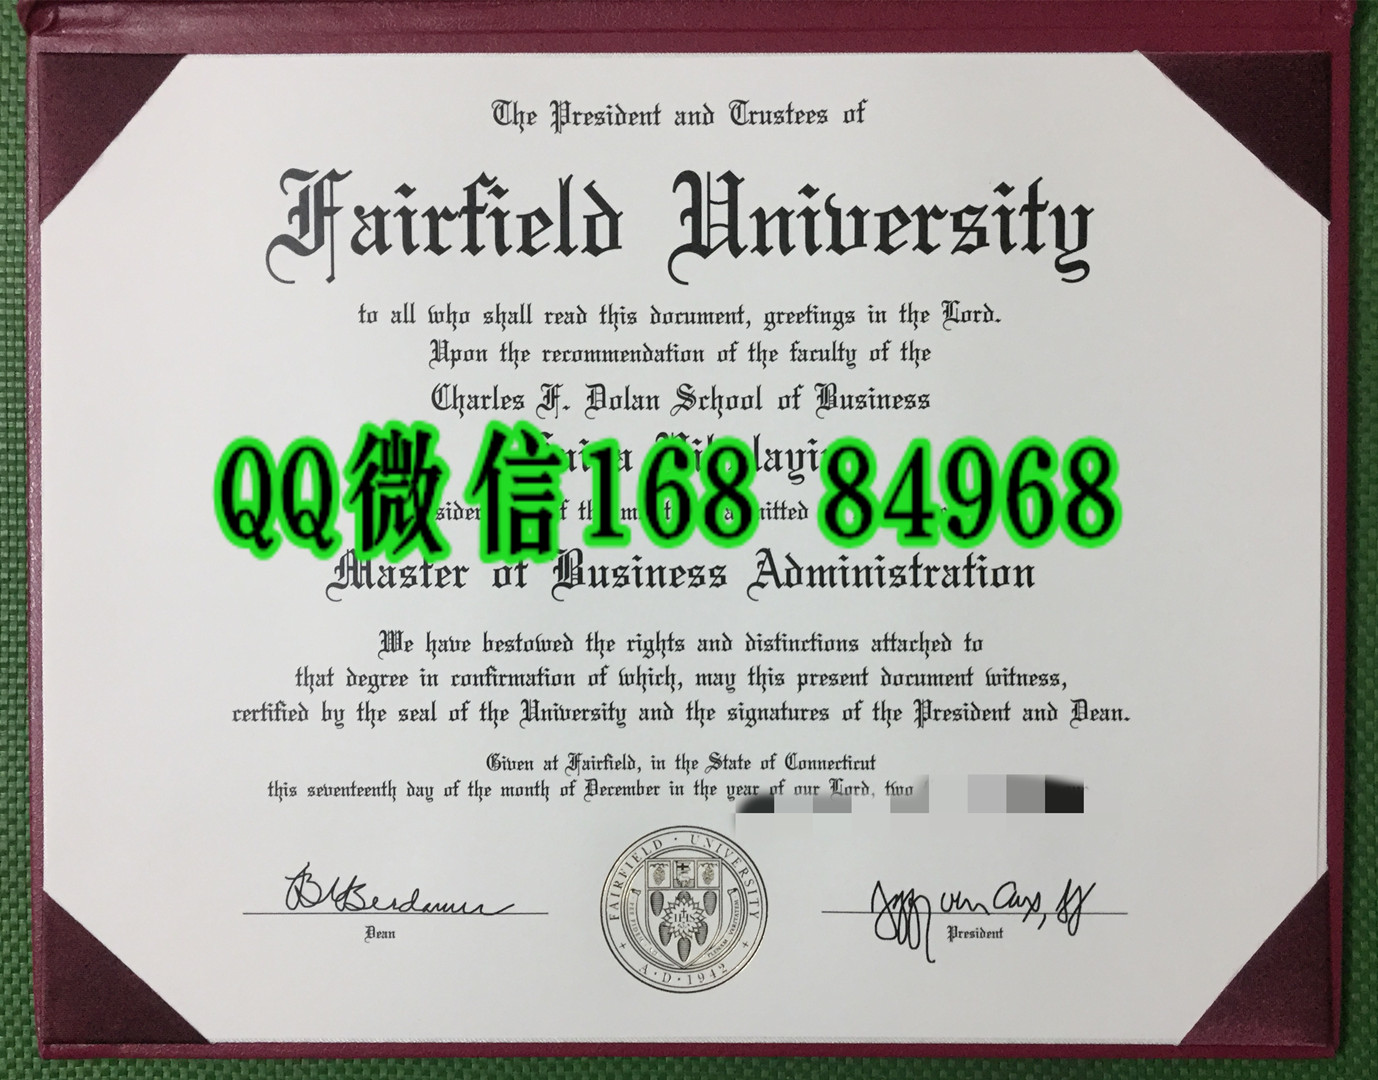 The President and Trustees of
Fairfield University
to all who shall read this document, greetings in the Lord.
Upon the recommendation of the faculty of the
Charles F. Dolan School of Business
QQ微信168 84968
Master of Business Administration
We have bestowed the rights and distinctions attached to
that degree in confirmation of which, may this present document witness,
certified by the seal of the University and the signatures of the President and Dean.
Given at Fairfield, in the State of Connecticut
this seventeenth day of the month of December in the year of our Lord, two
FAIRFIELD · UNIVERSITY
IHS
A·D·1942
Dean
President